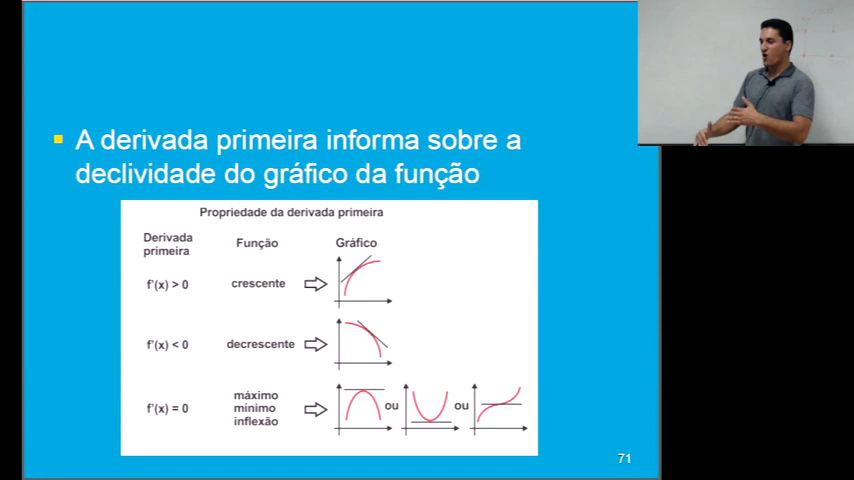 A derivada primeira informa sobre a
declividade do gráfico da função
Propriedade da derivada primeira
Derivada
primeira
Função
Gráfico
f'(x) > 0
crescente
f'(x) < 0
decrescente
f'(x) = 0
máximo
mínimo
inflexão
ou
ou
71